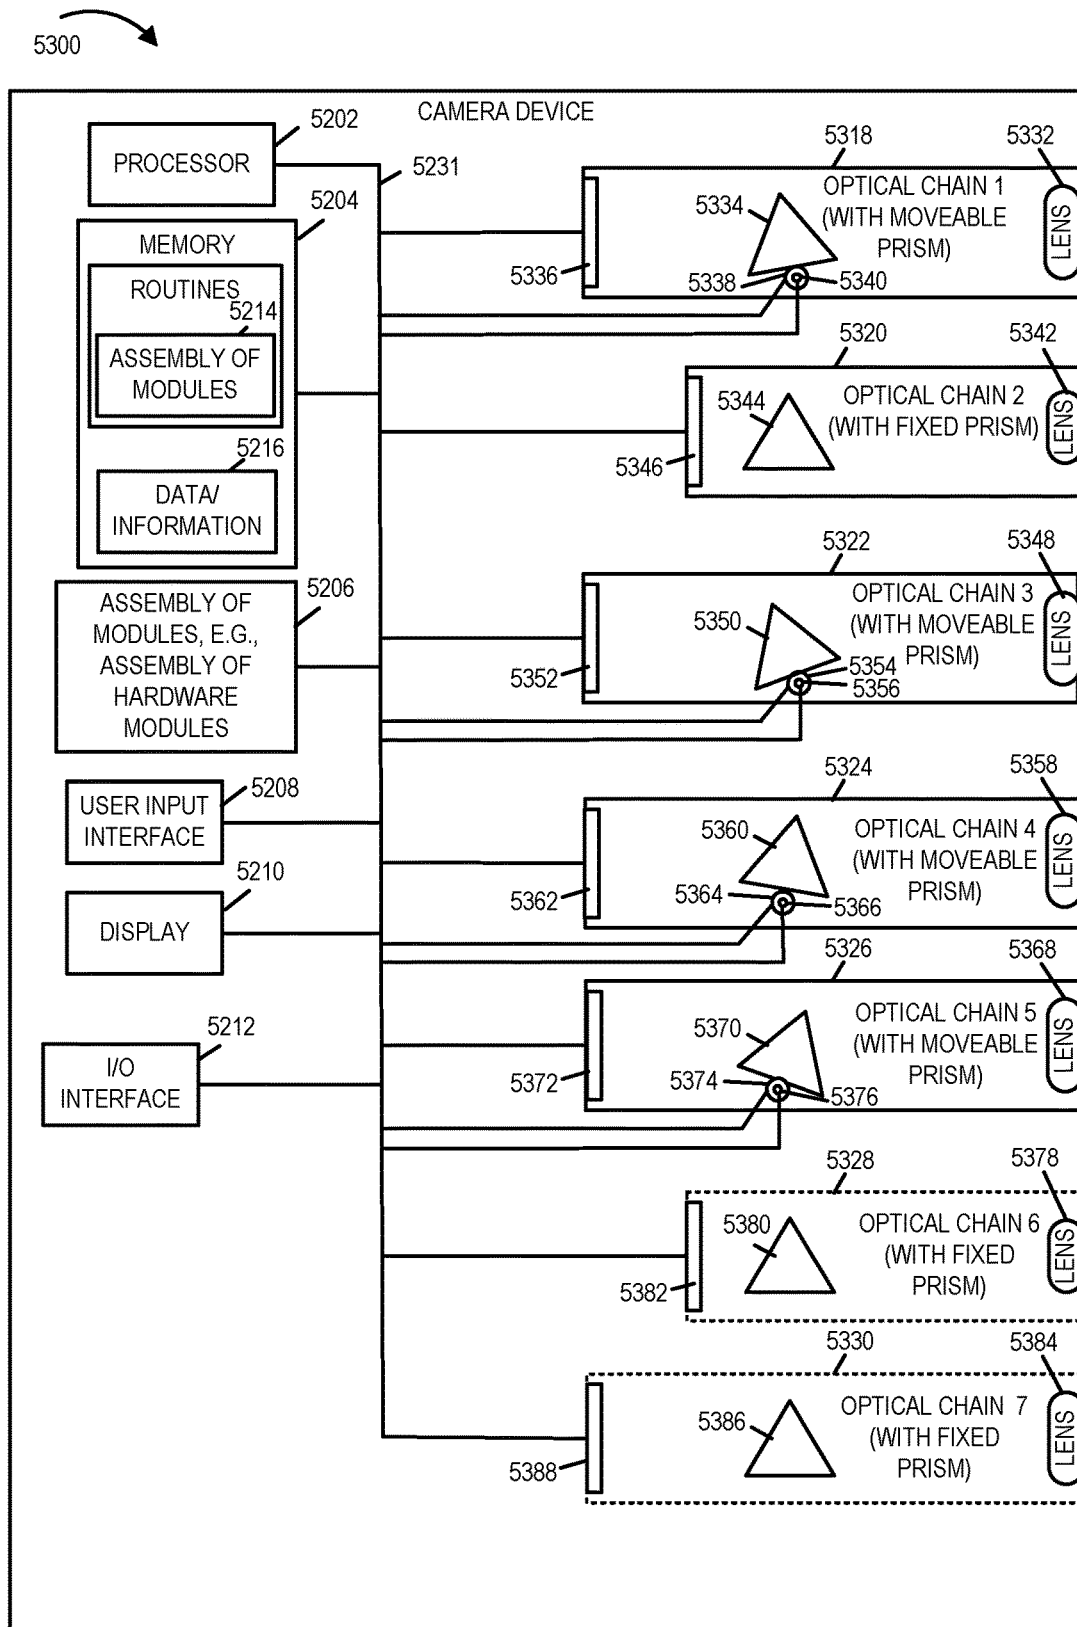 5300
CAMERA DEVICE
PROCESSOR
5202
5231
MEMORY
5204
ROUTINES
5214
ASSEMBLY OF
MODULES
5216
DATA/
INFORMATION
ASSEMBLY OF
MODULES, E.G.,
ASSEMBLY OF
HARDWARE
MODULES
5206
USER INPUT
INTERFACE
5208
5210
DISPLAY
5212
I/O
INTERFACE
5318
5332
OPTICAL CHAIN 1
(WITH MOVEABLE
PRISM)
5334
LENS
5336
5338
5340
5320
5342
OPTICAL CHAIN 2
(WITH FIXED PRISM)
5344
LENS
5346
5322
5348
OPTICAL CHAIN 3
(WITH MOVEABLE
PRISM)
5350
LENS
5352
5354
5356
5324
5358
OPTICAL CHAIN 4
(WITH MOVEABLE
PRISM)
5360
LENS
5362
5364
5366
5326
5368
OPTICAL CHAIN 5
(WITH MOVEABLE
PRISM)
5370
LENS
5372
5374
5376
5328
5378
OPTICAL CHAIN 6
(WITH FIXED
PRISM)
5380
LENS
5382
5330
5384
OPTICAL CHAIN 7
(WITH FIXED
PRISM)
5386
LENS
5388